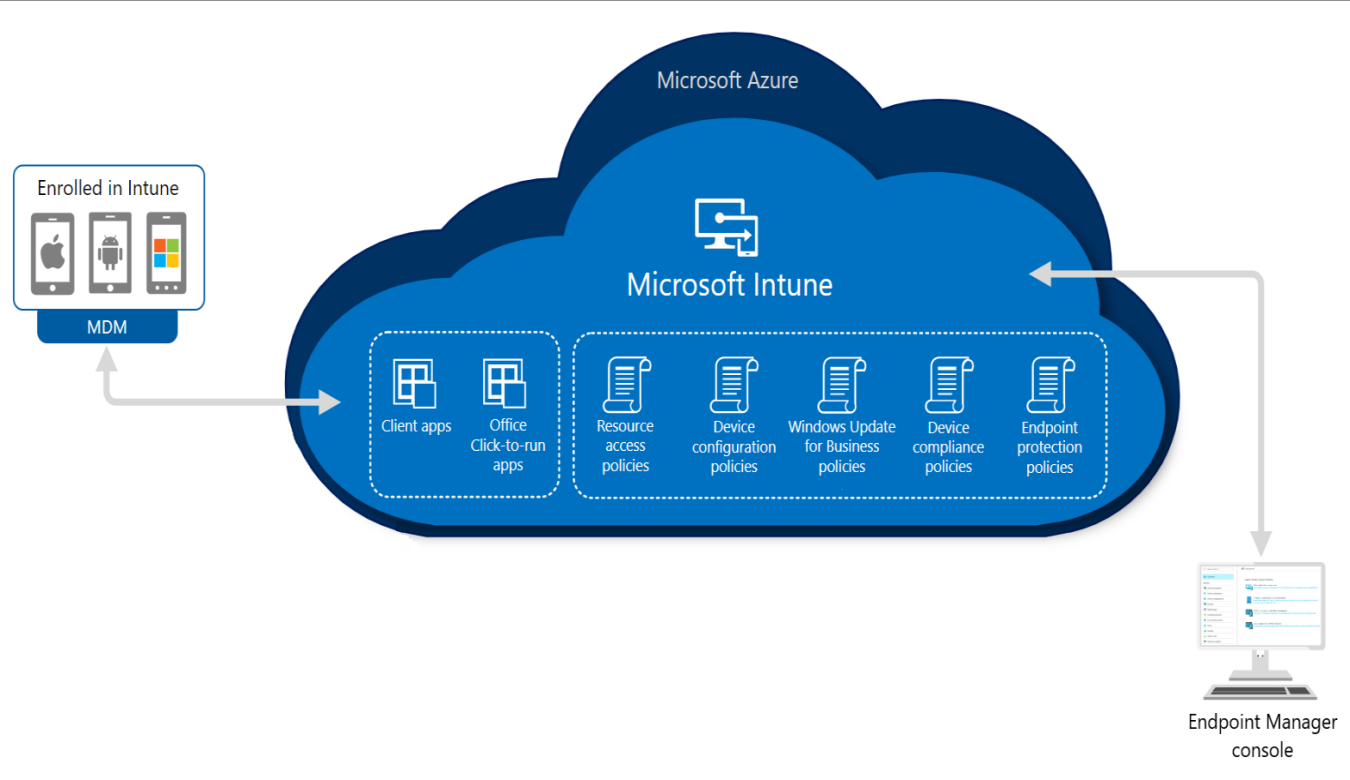 Microsoft Azure
Enrolled in Intune
MDM
Microsoft Intune
Client apps
Office
Click-to-run
apps
Resource
access
policies
Device
configuration
policies
Windows Update
for Business
policies
Device
compliance
policies
Endpoint
protection
policies
Endpoint Manager
console